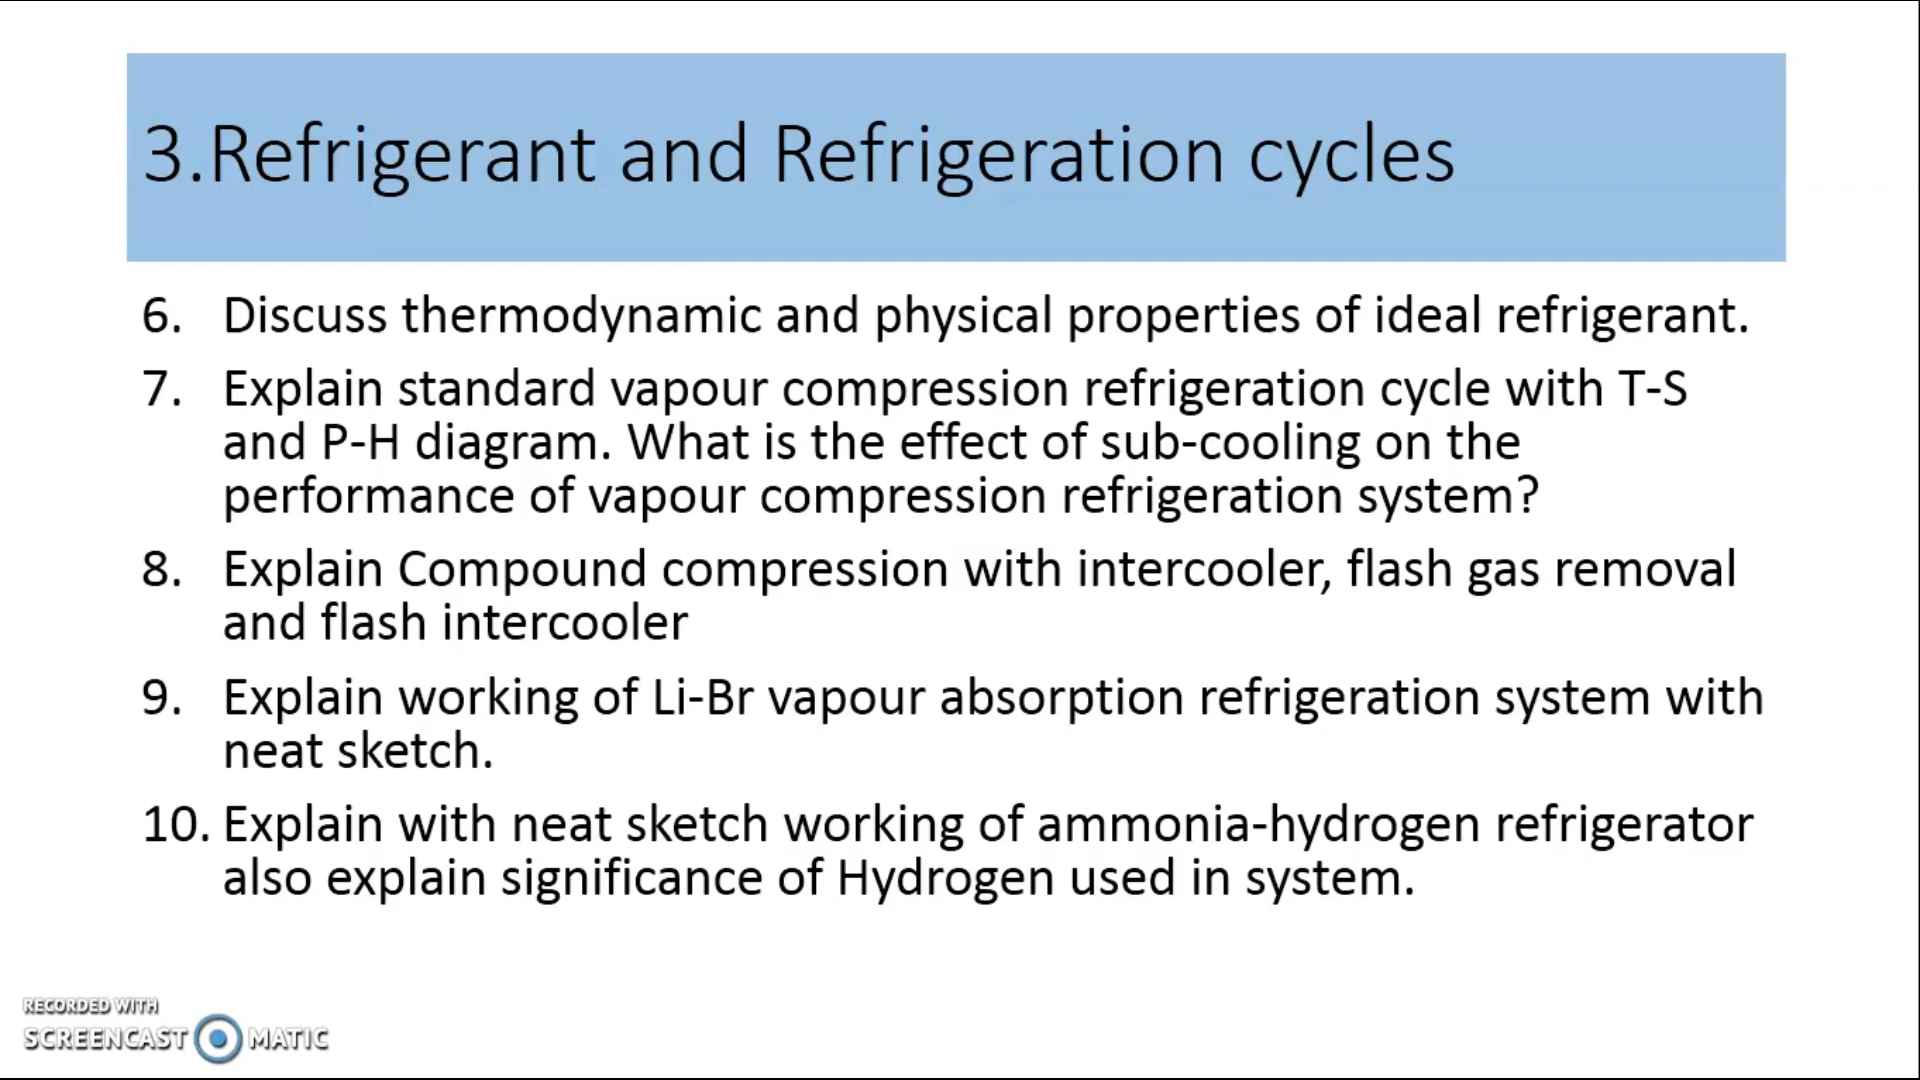 3.Refrigerant and Refrigeration cycles
6. Discuss thermodynamic and physical properties of ideal refrigerant.
7. Explain standard vapour compression refrigeration cycle with T-S
and P-H diagram. What is the effect of sub-cooling on the
performance of vapour compression refrigeration system?
8. Explain Compound compression with intercooler, flash gas removal
and flash intercooler
9. Explain working of Li-Br vapour absorption refrigeration system with
neat sketch.
10. Explain with neat sketch working of ammonia-hydrogen refrigerator
also explain significance of Hydrogen used in system.
RECORDED WITH
SCREENCAST MATIC